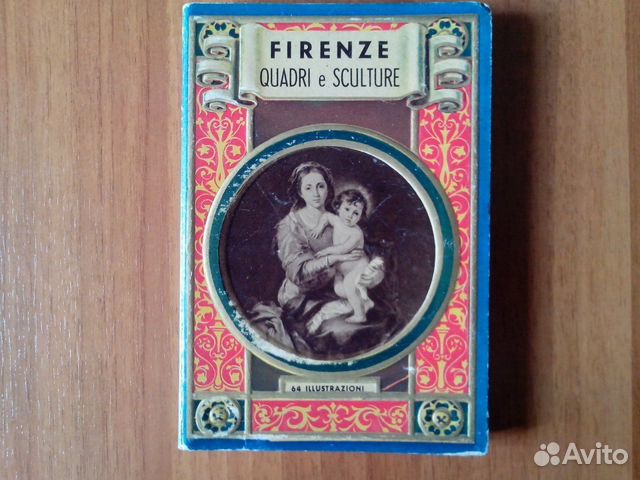 FIRENZE
QUADRI e SCULTURE
64 ILLUSTRAZIONI
Avito